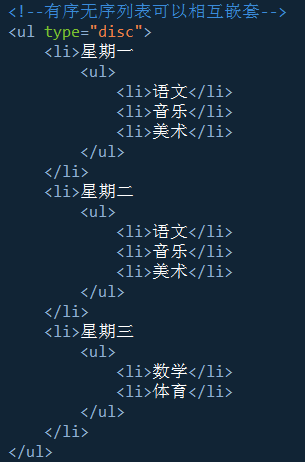 <!--有序无序列表可以相互嵌套-->
<ul type="disc">
    <li>星期一
        <ul>
            <li>语文</li>
            <li>音乐</li>
            <li>美术</li>
        </ul>
    </li>
    <li>星期二
        <ul>
            <li>语文</li>
            <li>音乐</li>
            <li>美术</li>
        </ul>
    </li>
    <li>星期三
        <ul>
            <li>数学</li>
            <li>体育</li>
        </ul>
    </li>
</ul>